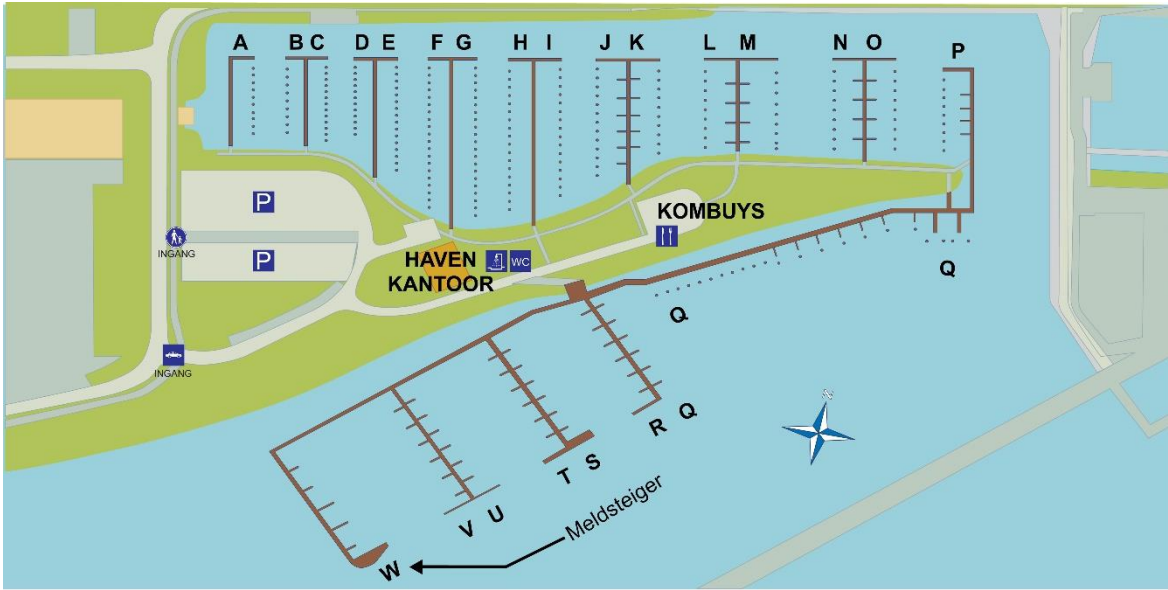 A B C D E F G H I J K L M N O P
P
P
INGANG
INGANG
HAVEN
KANTOOR
WC
KOMBUYS
Q
Q
R Q
T S
V U
W
Meldsteiger
N